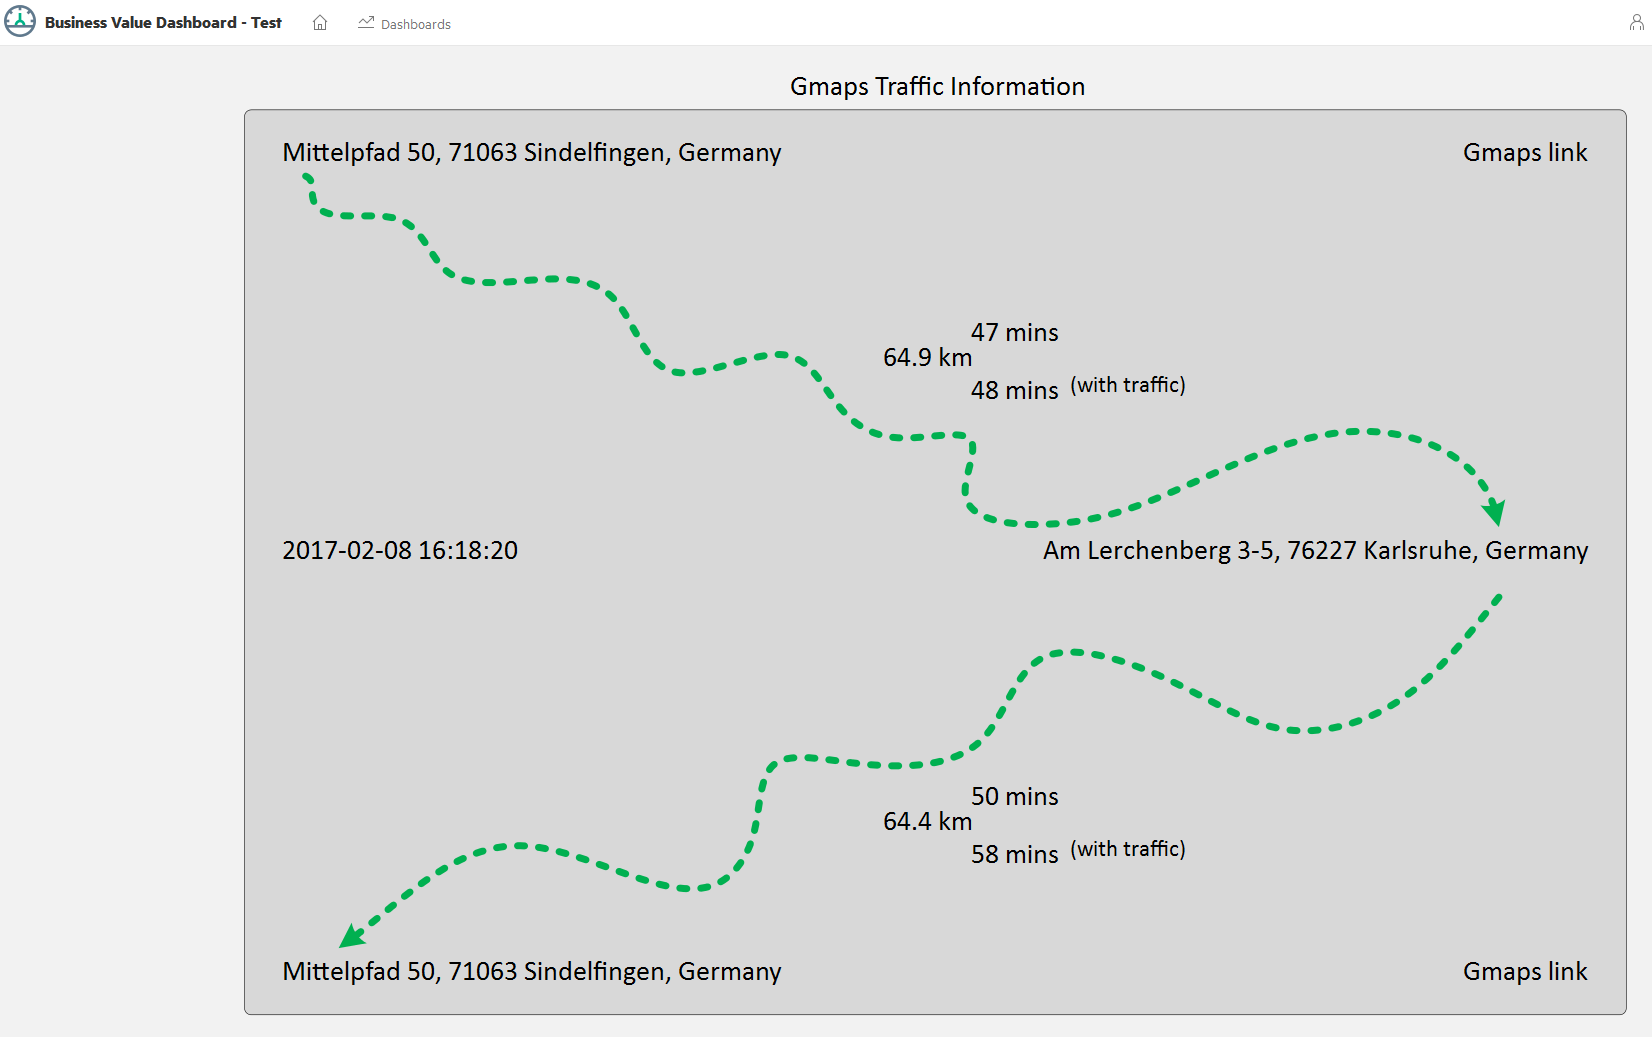 Business Value Dashboard - Test
Dashboards
Gmaps Traffic Information
Mittelpfad 50, 71063 Sindelfingen, Germany
Gmaps link
47 mins
64.9 km
48 mins (with traffic)
2017-02-08 16:18:20
Am Lerchenberg 3-5, 76227 Karlsruhe, Germany
50 mins
64.4 km
58 mins (with traffic)
Mittelpfad 50, 71063 Sindelfingen, Germany
Gmaps link